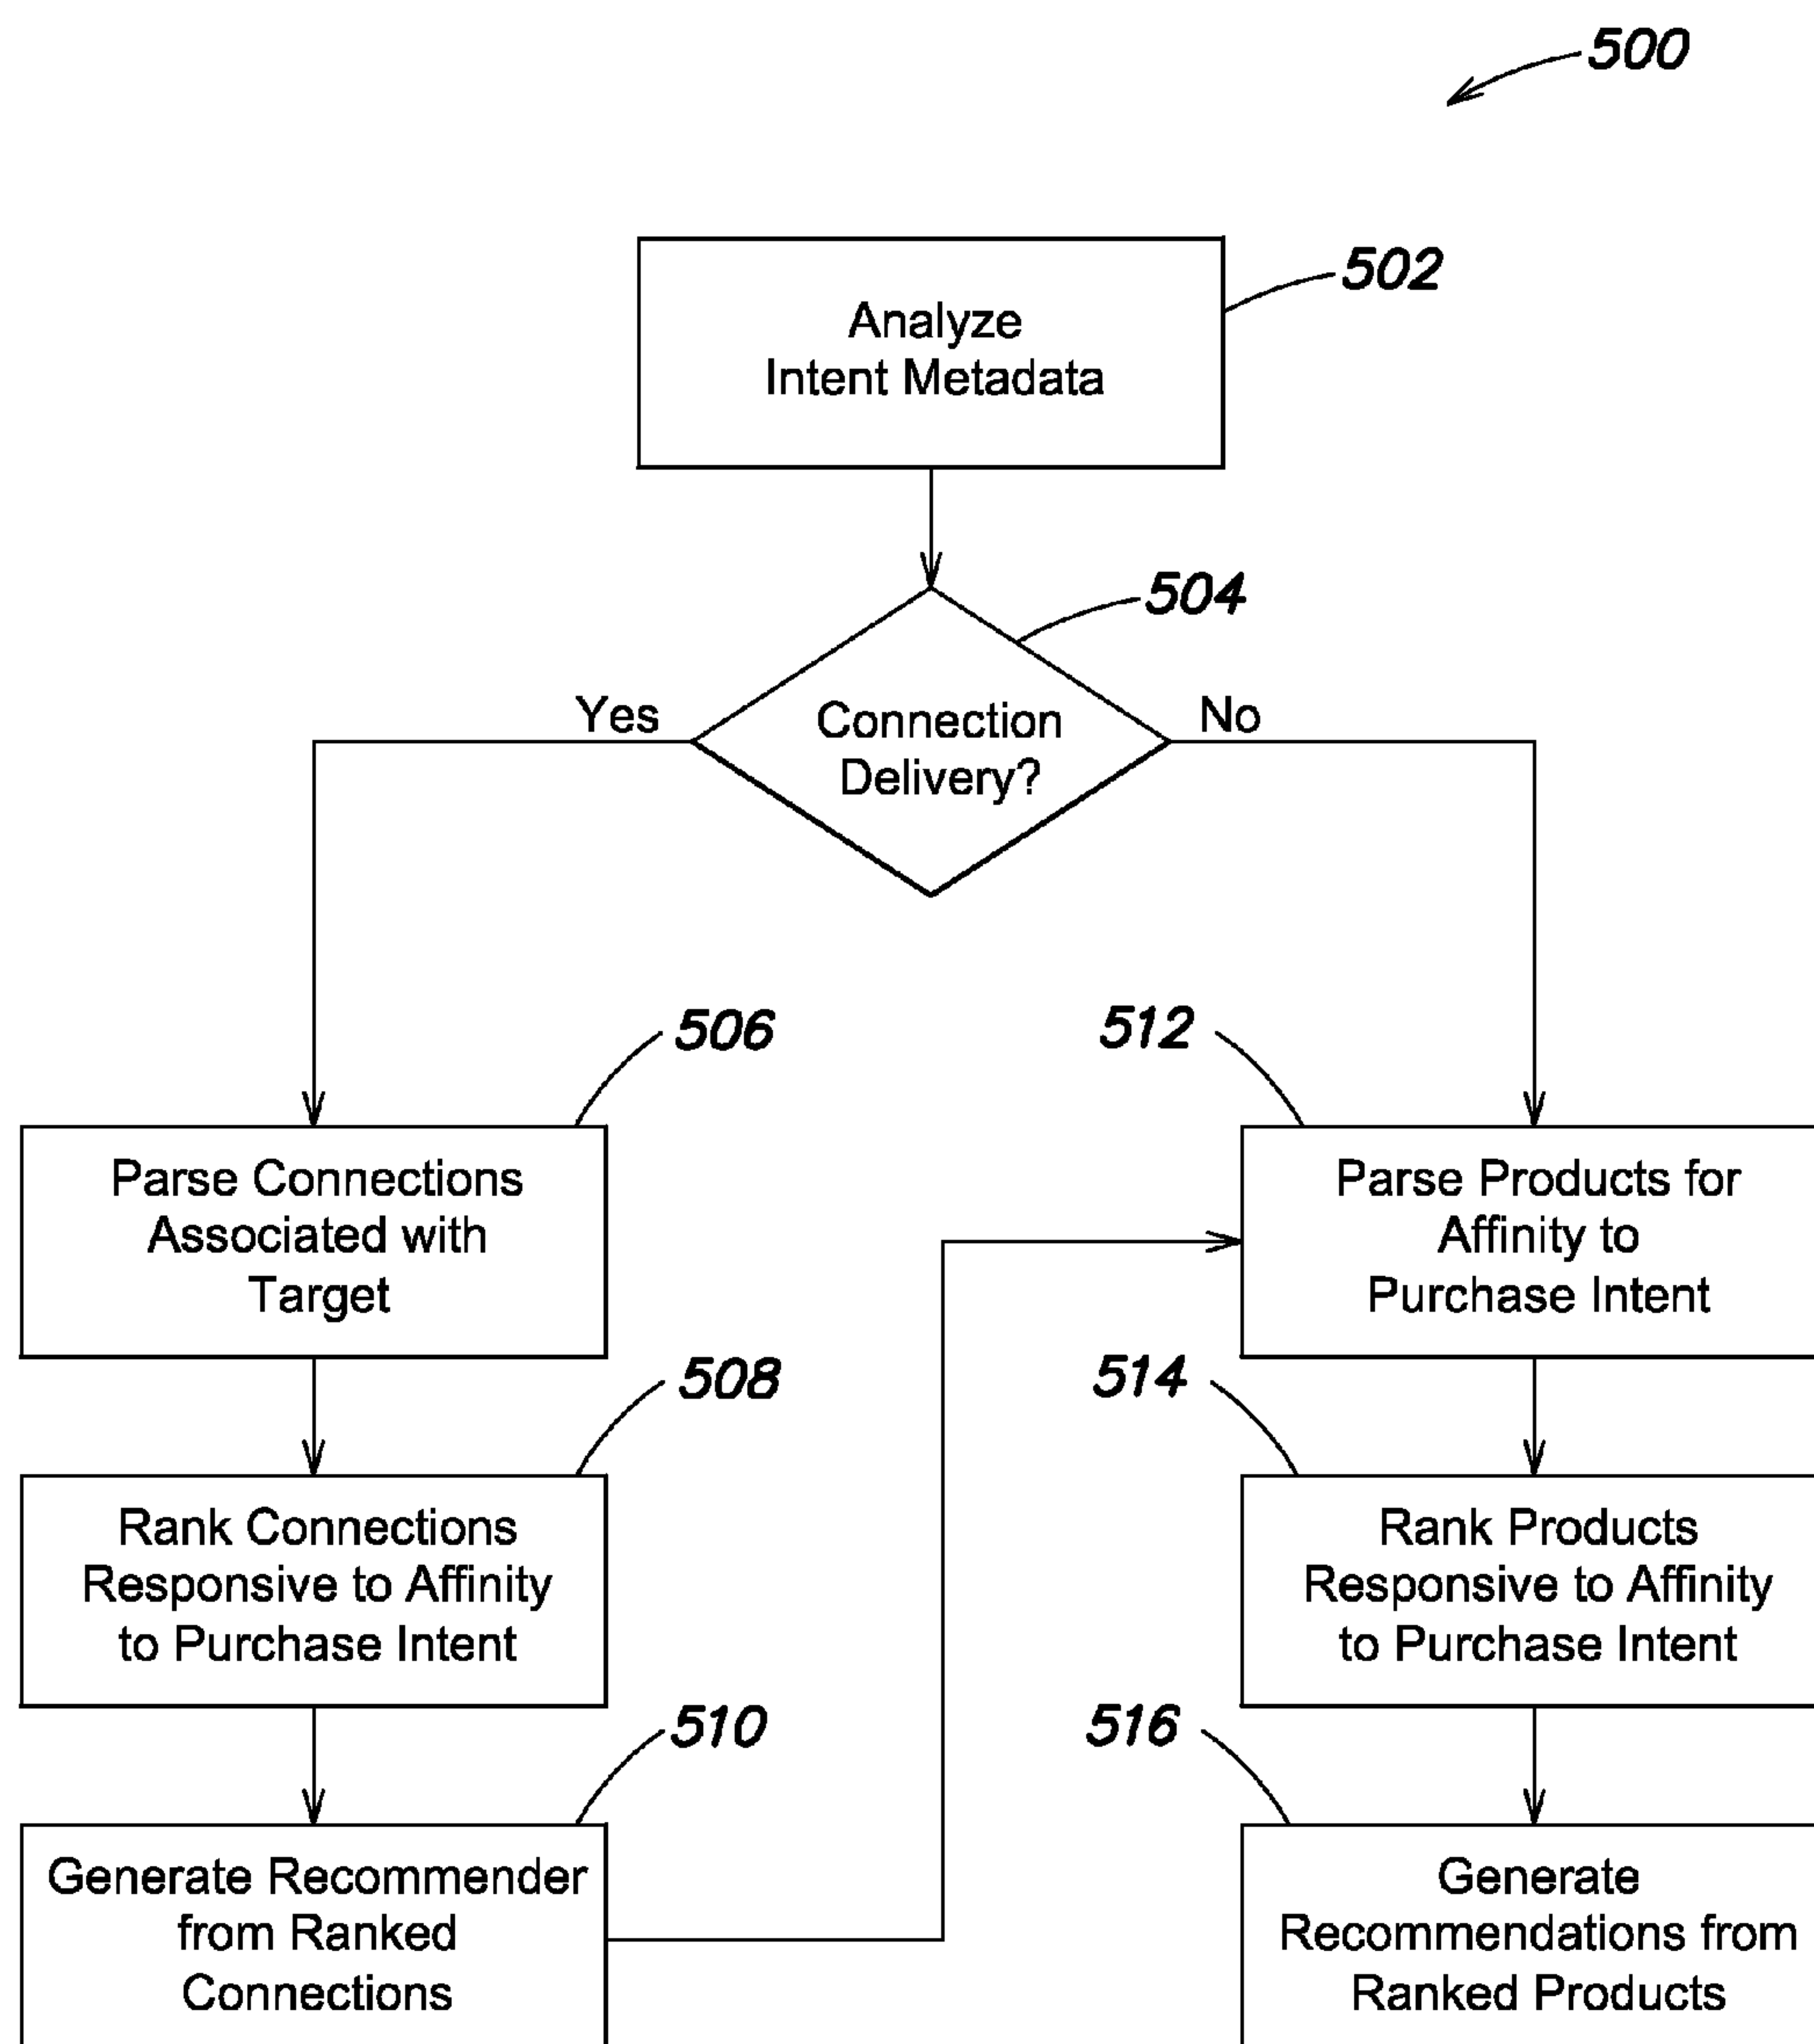 500
502
Analyze
Intent Metadata
504
Yes
No
Connection
Delivery?
506
512
Parse Connections
Associated with
Target
Parse Products for
Affinity to
Purchase Intent
508
514
Rank Connections
Responsive to Affinity
to Purchase Intent
Rank Products
Responsive to Affinity
to Purchase Intent
510
516
Generate Recommender
from Ranked
Connections
Generate
Recommendations from
Ranked Products